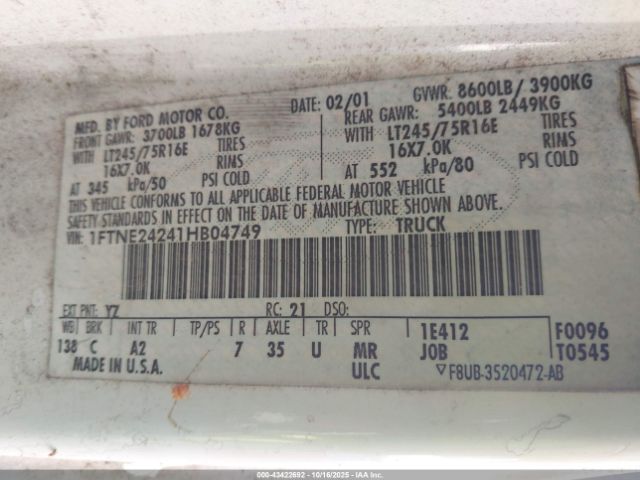 MFD. BY FORD MOTOR CO.
DATE: 02/01
GVWR: 8600LB/ 3900KG
FRONT GAWR: 3700LB 1678KG
REAR GAWR: 5400LB 2449KG
WITH LT245/75R16E TIRES
WITH LT245/75R16E TIRES
16X7.0K RIMS
16X7.0K RIMS
AT 345 kPa/50 PSI COLD
AT 552 kPa/80 PSI COLD
THIS VEHICLE CONFORMS TO ALL APPLICABLE FEDERAL MOTOR VEHICLE
SAFETY STANDARDS IN EFFECT ON THE DATE OF MANUFACTURE SHOWN ABOVE.
VIN: 1FTNE24241HB04749
TYPE: TRUCK
EXT PNT: YZ RC: 21 DSO:
WB BRK INT TR TP/PS R AXLE TR SPR 1E412 F0096
138 C A2 7 35 U MR JOB T0545
MADE IN U.S.A. ULC ▽F8UB-3520472-AB
000-43422692 - 10/16/2025 - IAA Inc.